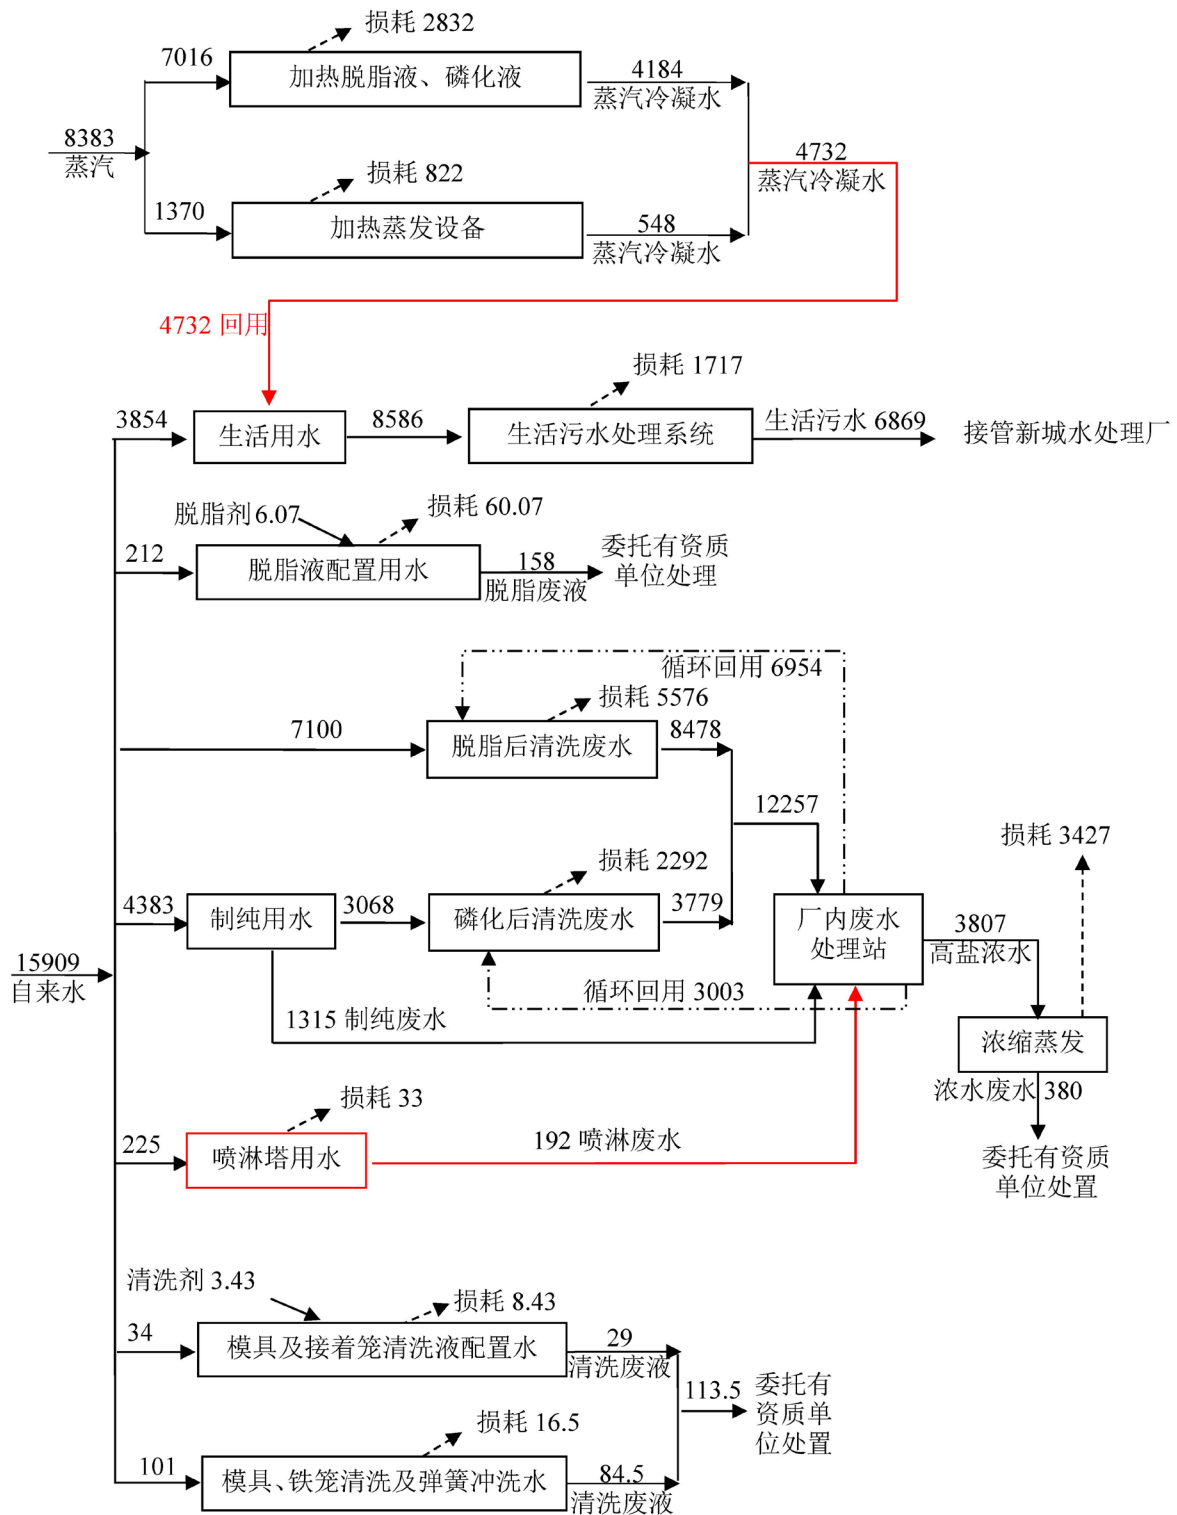 损耗 2832
7016
加热脱脂液、磷化液
4184
蒸汽冷凝水
8383
蒸汽
4732
蒸汽冷凝水
损耗 822
1370
加热蒸发设备
548
蒸汽冷凝水
4732 回用
损耗 1717
3854
生活用水
8586
生活污水处理系统
生活污水 6869
接管新城水处理厂
脱脂剂 6.07
损耗 60.07
212
脱脂液配置用水
158
脱脂废液
委托有资质
单位处理
循环回用 6954
损耗 5576
7100
脱脂后清洗废水
8478
12257
损耗 3427
损耗 2292
4383
制纯用水
3068
磷化后清洗废水
3779
厂内废水
处理站
3807
高盐浓水
15909
自来水
循环回用 3003
1315 制纯废水
浓缩蒸发
浓水废水 380
委托有资质
单位处置
损耗 33
225
喷淋塔用水
192 喷淋废水
清洗剂 3.43
损耗 8.43
34
模具及接着笼清洗液配置水
29
清洗废液
113.5
委托有
资质单
位处置
损耗 16.5
101
模具、铁笼清洗及弹簧冲洗水
84.5
清洗废液